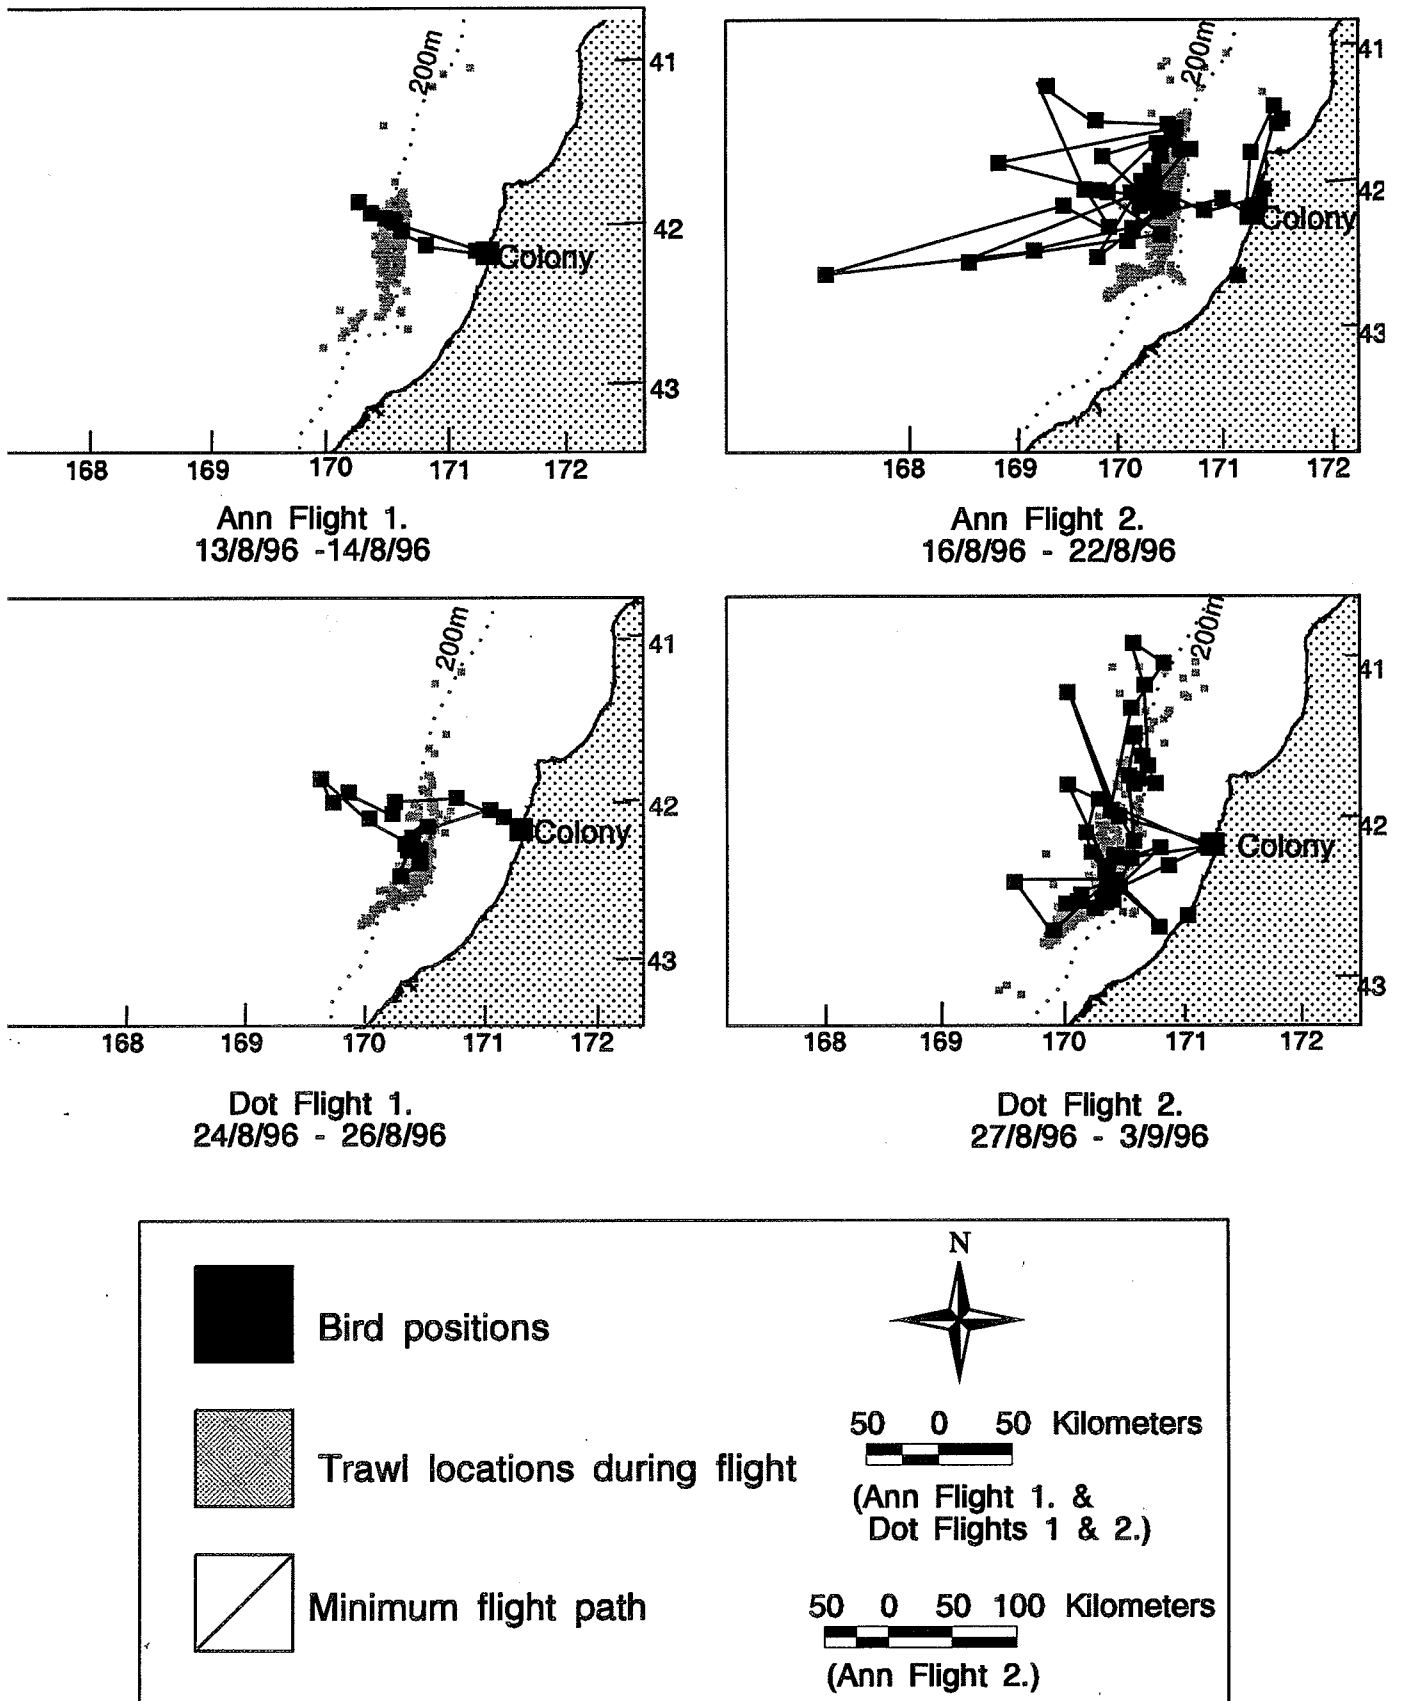 200m
41
42
Colony
43
168 169 170 171 172
Ann Flight 1.
13/8/96 -14/8/96
200m
41
42
Colony
43
168 169 170 171 172
Ann Flight 2.
16/8/96 - 22/8/96
200m
41
42
Colony
43
168 169 170 171 172
Dot Flight 1.
24/8/96 - 26/8/96
200m
41
42
Colony
43
168 169 170 171 172
Dot Flight 2.
27/8/96 - 3/9/96
Bird positions
Trawl locations during flight
Minimum flight path
N
50 0 50 Kilometers
(Ann Flight 1. &
Dot Flights 1 & 2.)
50 0 50 100 Kilometers
(Ann Flight 2.)